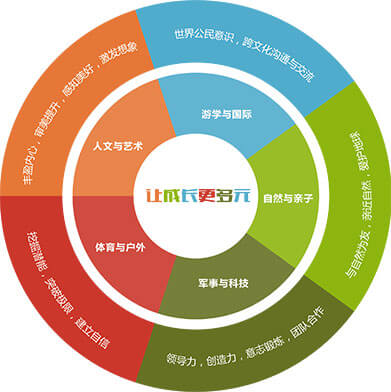 世界公民意识，跨文化沟通与交流
丰盈内心，审美提升，感知美好，激发想象
游学与国际
人文与艺术
让成长更多元
自然与亲子
与自然为友，亲近自然，爱护地球
体育与户外
军事与科技
挖掘潜能，突破极限，建立自信
领导力，创造力，意志锻炼，团队合作